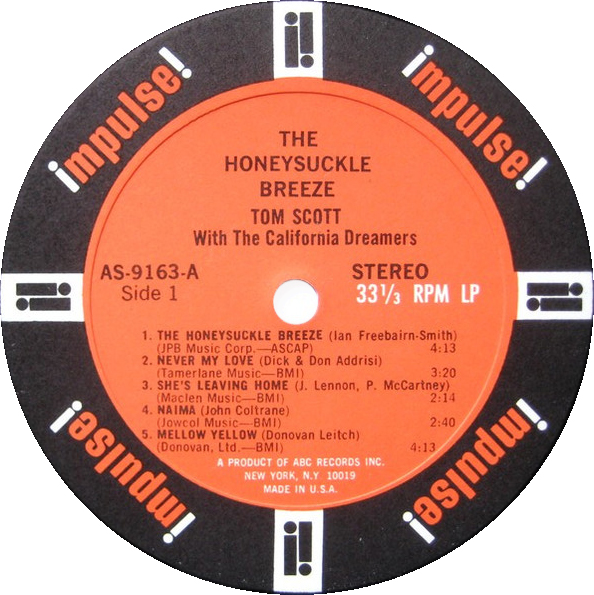 impulse!
impulse!
THE
HONEYSUCKLE
BREEZE
TOM SCOTT
With The California Dreamers
AS-9163-A
STEREO
Side 1
33⅓ RPM LP
1. THE HONEYSUCKLE BREEZE (Ian Freebairn-Smith)
(JPB Music Corp.—ASCAP) 4:13
2. NEVER MY LOVE (Dick & Don Addrisi)
(Tamerlane Music—BMI) 3:20
3. SHE'S LEAVING HOME (J. Lennon, P. McCartney)
(Maclen Music—BMI) 2:14
4. NAIMA (John Coltrane)
(Jowcol Music—BMI) 2:40
5. MELLOW YELLOW (Donovan Leitch)
(Donovan, Ltd.—BMI) 4:13
A PRODUCT OF ABC RECORDS INC.
NEW YORK, N.Y. 10019
MADE IN U.S.A.
impulse!
impulse!